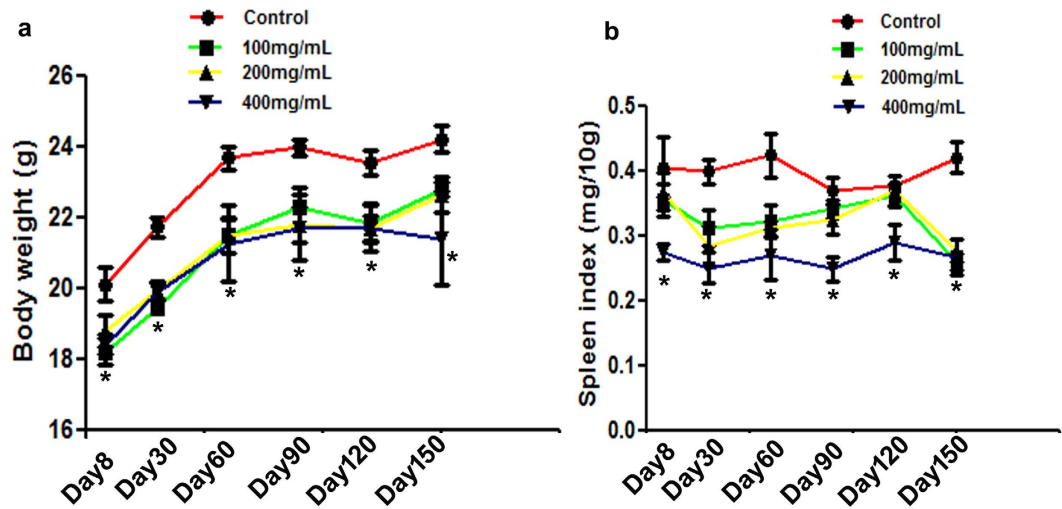 a
Control
100mg/mL
200mg/mL
400mg/mL
Body weight (g)
26
24
22
20
18
16
*
*
*
*
*
*
Day8
Day30
Day60
Day90
Day120
Day150
b
Control
100mg/mL
200mg/mL
400mg/mL
Spleen index (mg/10g)
0.5
0.4
0.3
0.2
0.1
0.0
*
*
*
*
*
*
Day8
Day30
Day60
Day90
Day120
Day150